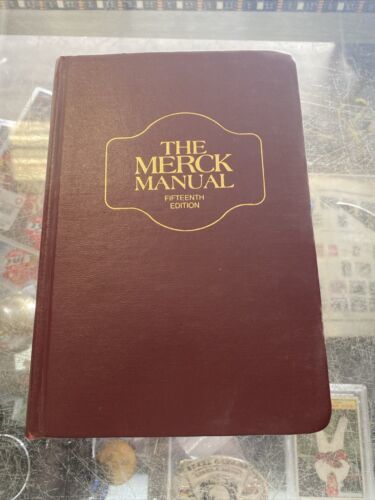 THE
MERCK
MANUAL
FIFTEENTH
EDITION